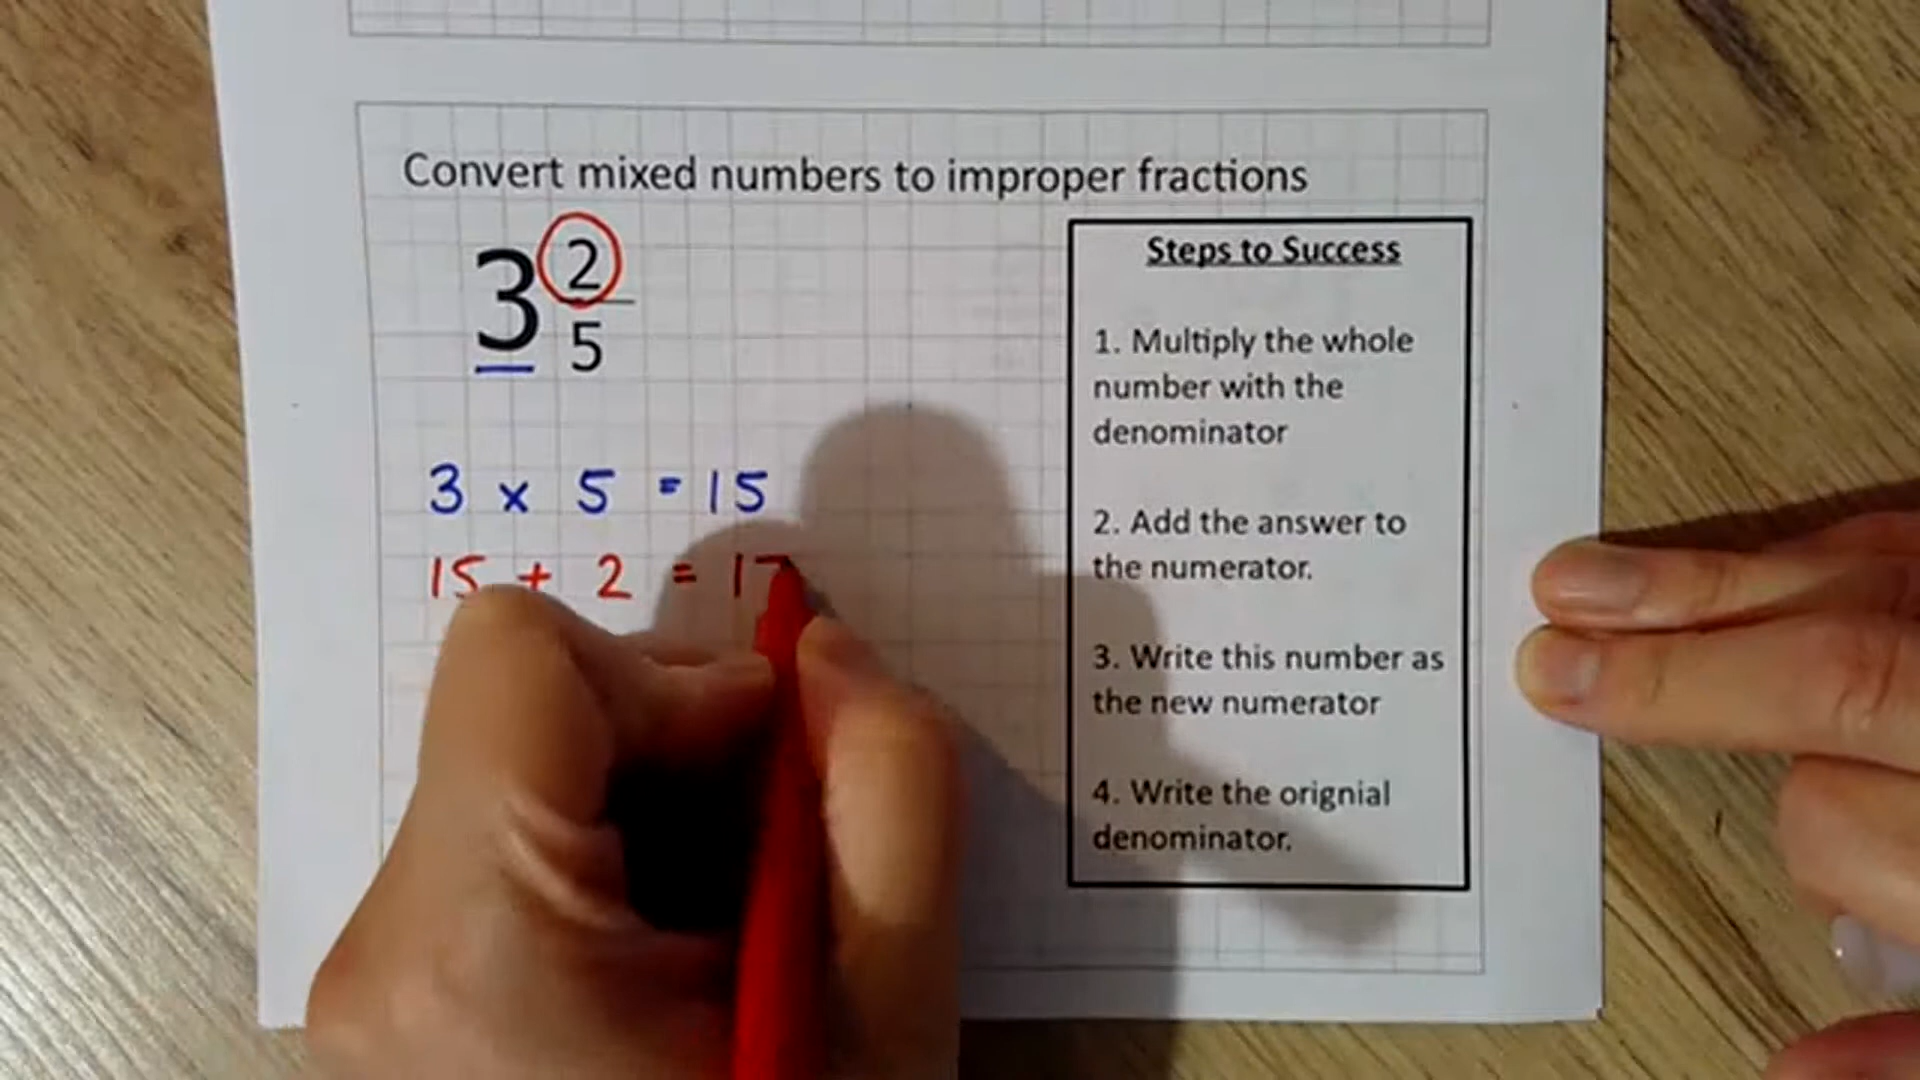 Convert mixed numbers to improper fractions
3 2/5
3 x 5 = 15
15 + 2 = 17
Steps to Success
1. Multiply the whole
number with the
denominator
2. Add the answer to
the numerator.
3. Write this number as
the new numerator
4. Write the orignial
denominator.